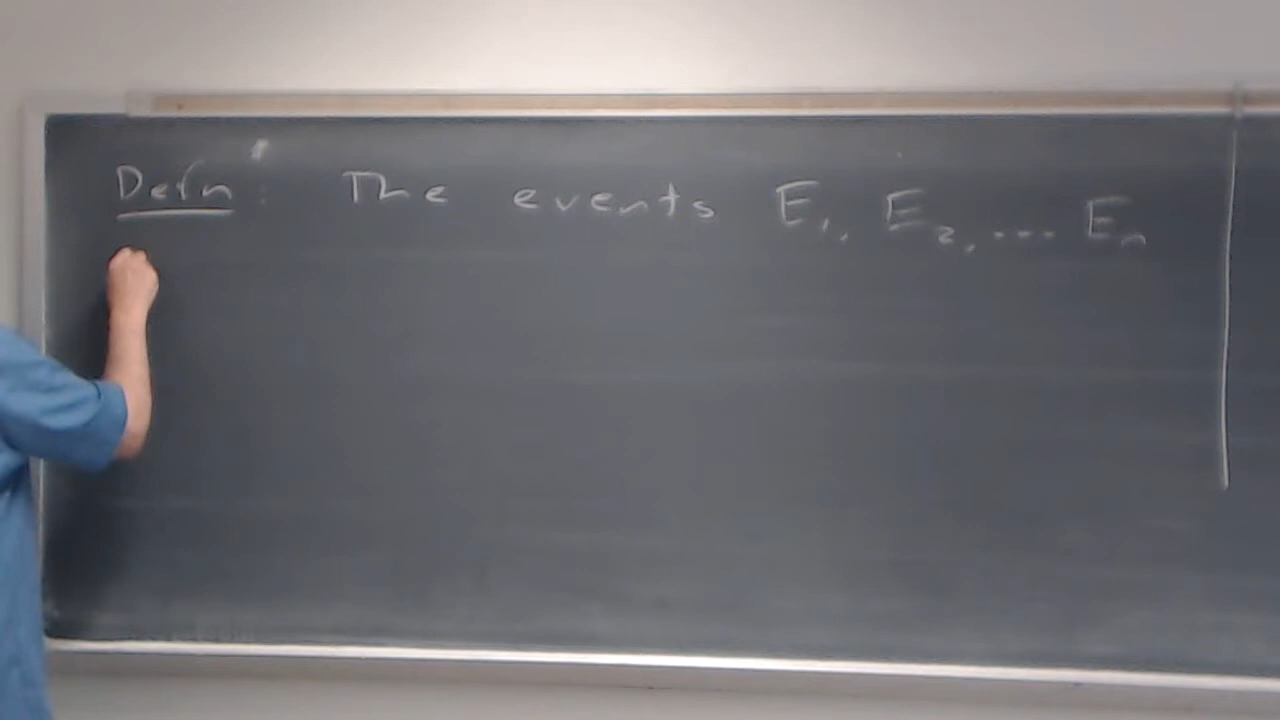 Defn: The events E₁, E₂, .... Eₙ